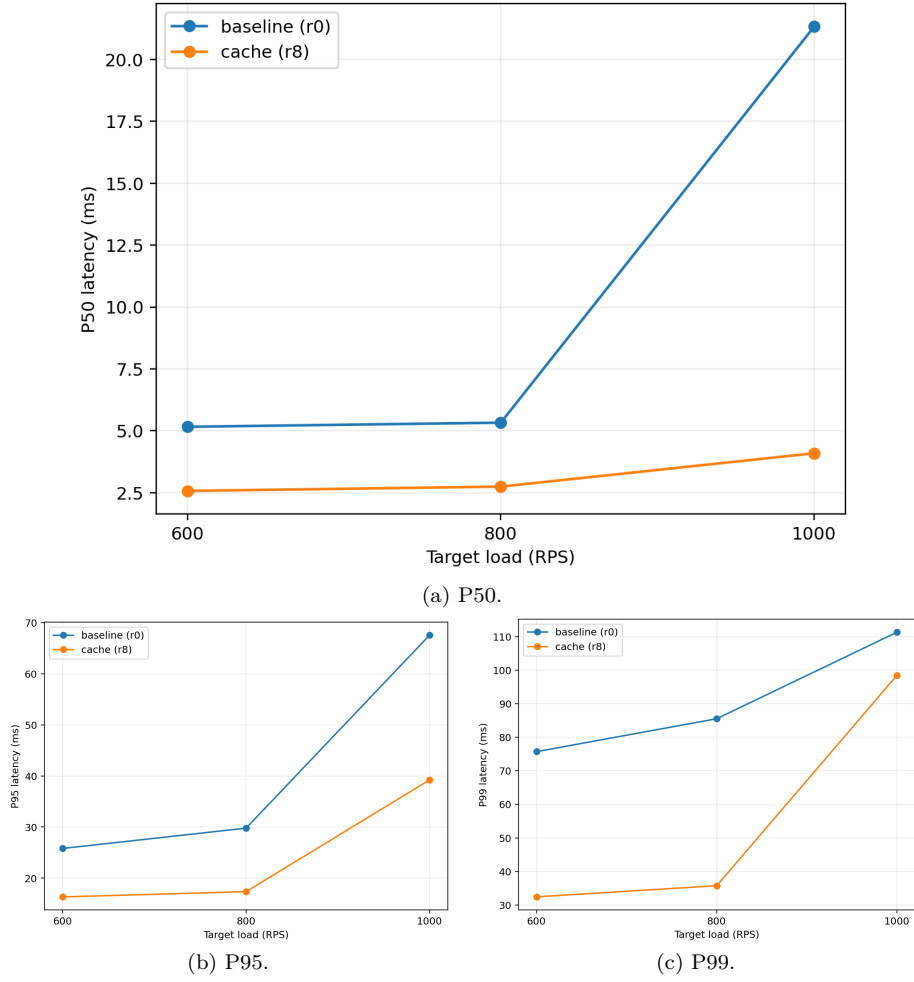 baseline (r0)
cache (r8)
20.0
17.5
15.0
12.5
10.0
7.5
5.0
2.5
P50 latency (ms)
600 800 1000
Target load (RPS)
(a) P50.
baseline (r0)
cache (r8)
70
60
50
40
30
20
P95 latency (ms)
600 800 1000
Target load (RPS)
(b) P95.
baseline (r0)
cache (r8)
110
100
90
80
70
60
50
40
30
P99 latency (ms)
600 800 1000
Target load (RPS)
(c) P99.